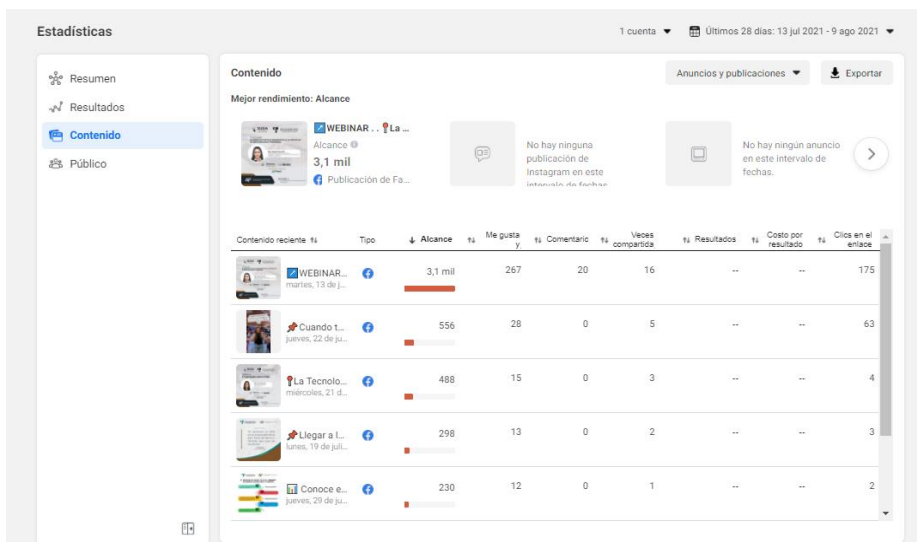 Estadísticas
1 cuenta
Últimos 28 días: 13 jul 2021 - 9 ago 2021
Resumen
Resultados
Contenido
Público
Contenido
Anuncios y publicaciones
Exportar
Mejor rendimiento: Alcance
WEBINAR . . 📍La ...
Alcance
3,1 mil
Publicación de Fa...
No hay ninguna
publicación de
Instagram en este
intervalo de fechas
No hay ningún anuncio
en este intervalo de
fechas.
Contenido reciente
Tipo
Alcance
Me gusta
y,
Comentaric
Veces
compartida
Resultados
Costo por
resultado
Clics en el
enlace
WEBINAR... 3,1 mil 267 20 16 -- -- 175
martes, 13 de j...
📌Cuando t... 556 28 0 5 -- -- 63
jueves, 22 de ju...
📍La Tecnolo... 488 15 0 3 -- -- 4
miércoles, 21 d...
📌Llegar a l... 298 13 0 2 -- -- 3
lunes, 19 de juli...
📊 Conoce e... 230 12 0 1 -- -- 2
jueves, 29 de ju...